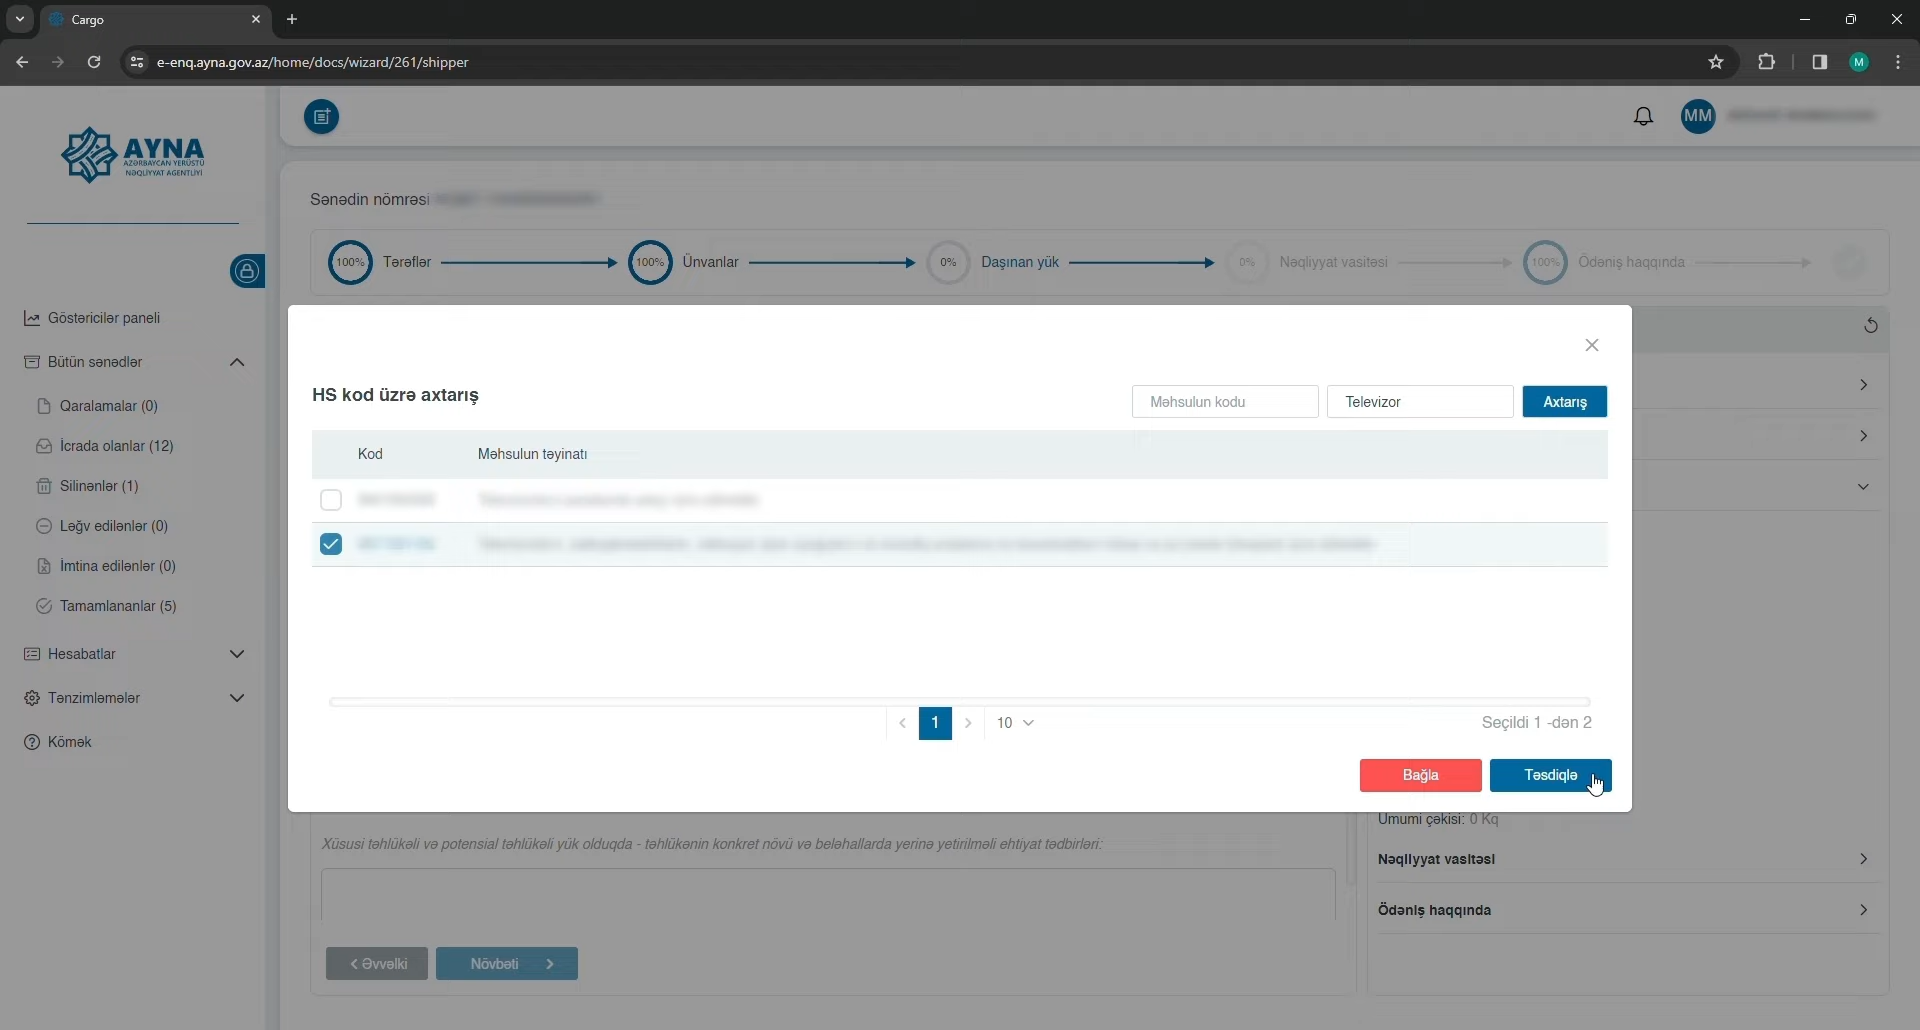 Cargo
e-enq.ayna.gov.az/home/docs/wizard/261/shipper
M
AYNA
AZƏRBAYCAN YERÜSTÜ
NƏQLİYYAT AGENTLİYİ
MM
Sənədin nömrəsi
100% Tərəflər 100% Ünvanlar 0% Daşınan yük 0% Nəqliyyat vasitəsi 100% Ödəniş haqqında
Göstəricilər paneli
Bütün sənədlər
Qaralamalar (0)
İcrada olanlar (12)
Silinənlər (1)
Ləğv edilənlər (0)
İmtina edilənlər (0)
Tamamlananlar (5)
Hesabatlar
Tənzimləmələr
Kömək
HS kod üzrə axtarış
Məhsulun kodu
Televizor
Axtarış
Kod Məhsulun təyinatı
1
10
Seçildi 1 -dən 2
Bağla
Təsdiqlə
Ümumi çəkisi: 0 Kq
Xüsusi təhlükəli və potensial təhlükəli yük olduqda - təhlükənin konkret növü və beləhallarda yerinə yetirilməli ehtiyat tədbirləri:
Nəqliyyat vasitəsi
Ödəniş haqqında
Əvvəlki
Növbəti